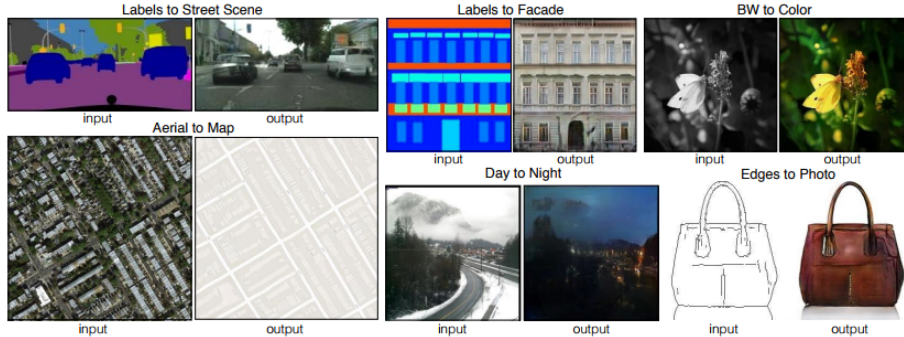 Labels to Street Scene
input
output
Aerial to Map
input
output
Labels to Facade
input
output
BW to Color
input
output
Day to Night
input
output
Edges to Photo
input
output